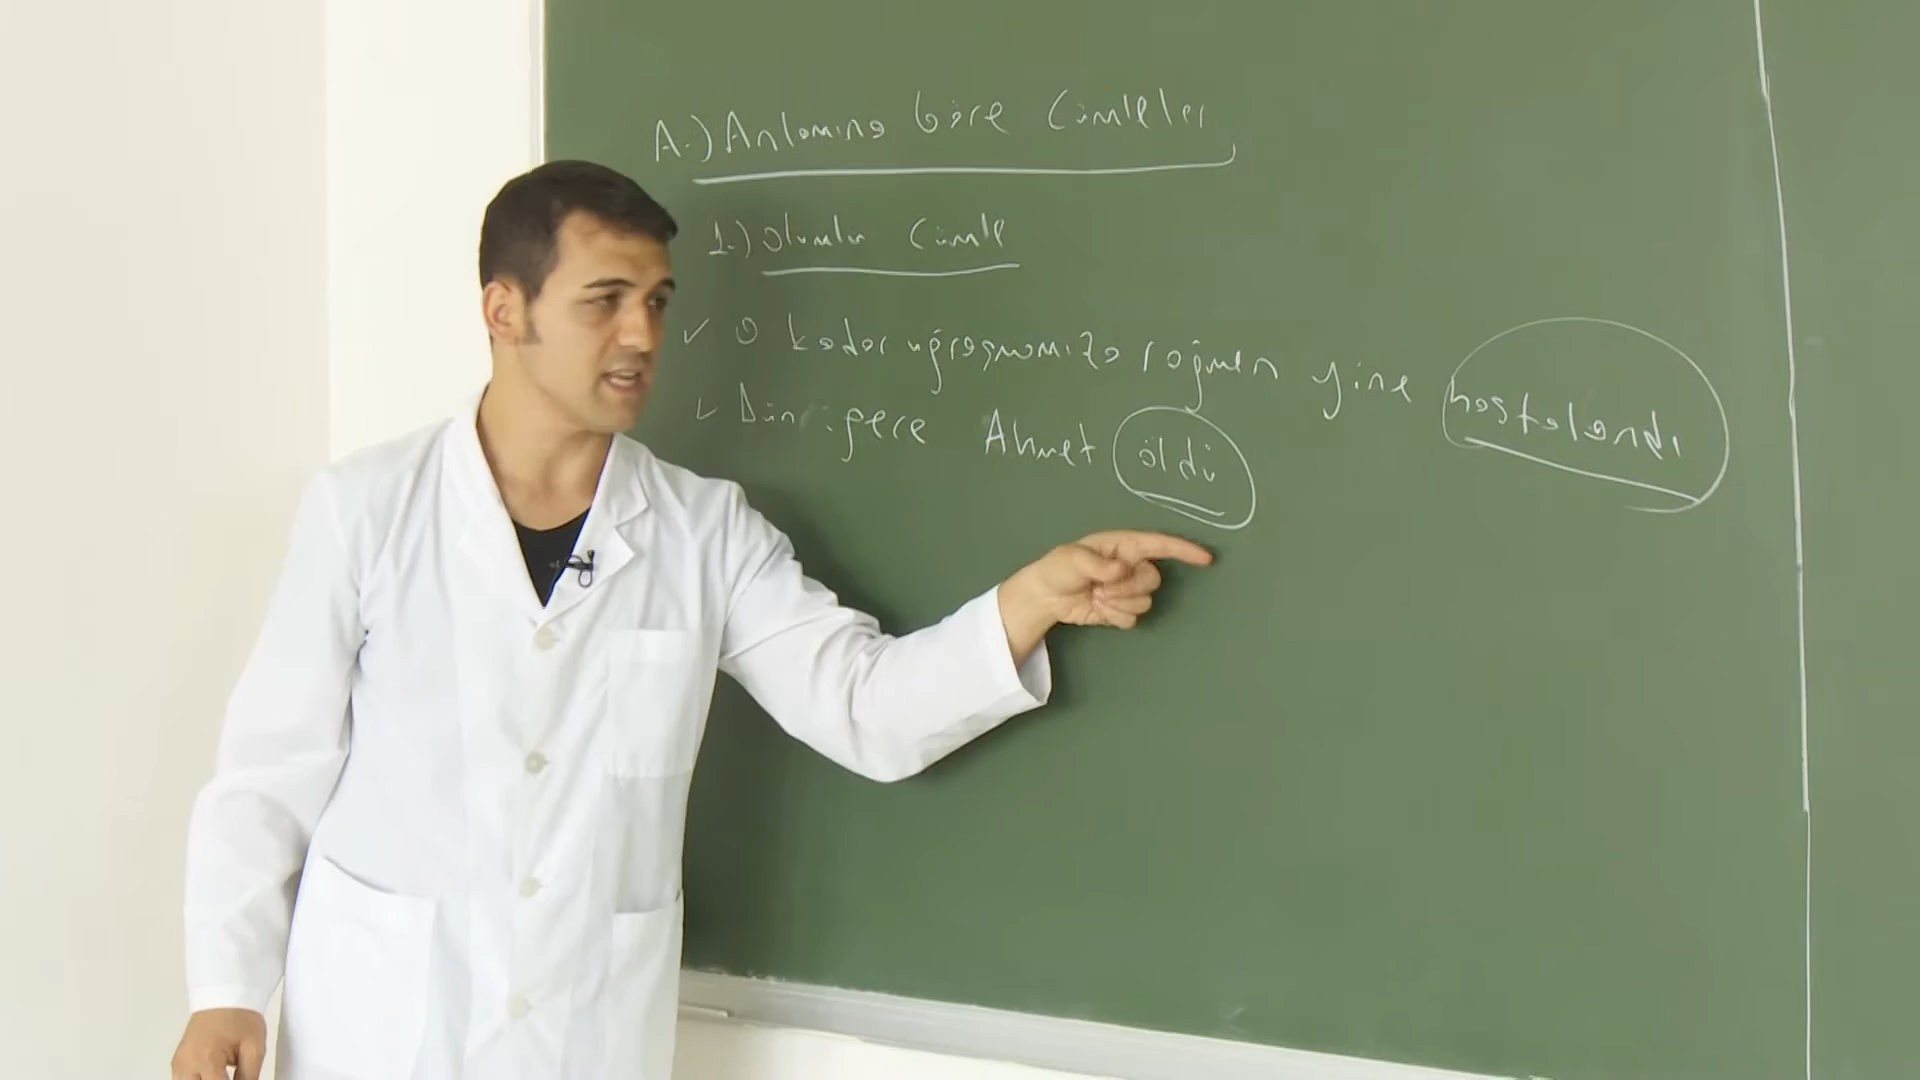 A.) Anlamına Göre Cümleler
1.) Olumlu Cümle
✓ O kadar uğraşmamıza rağmen yine hastalandı
✓ Dün gece Ahmet öldü